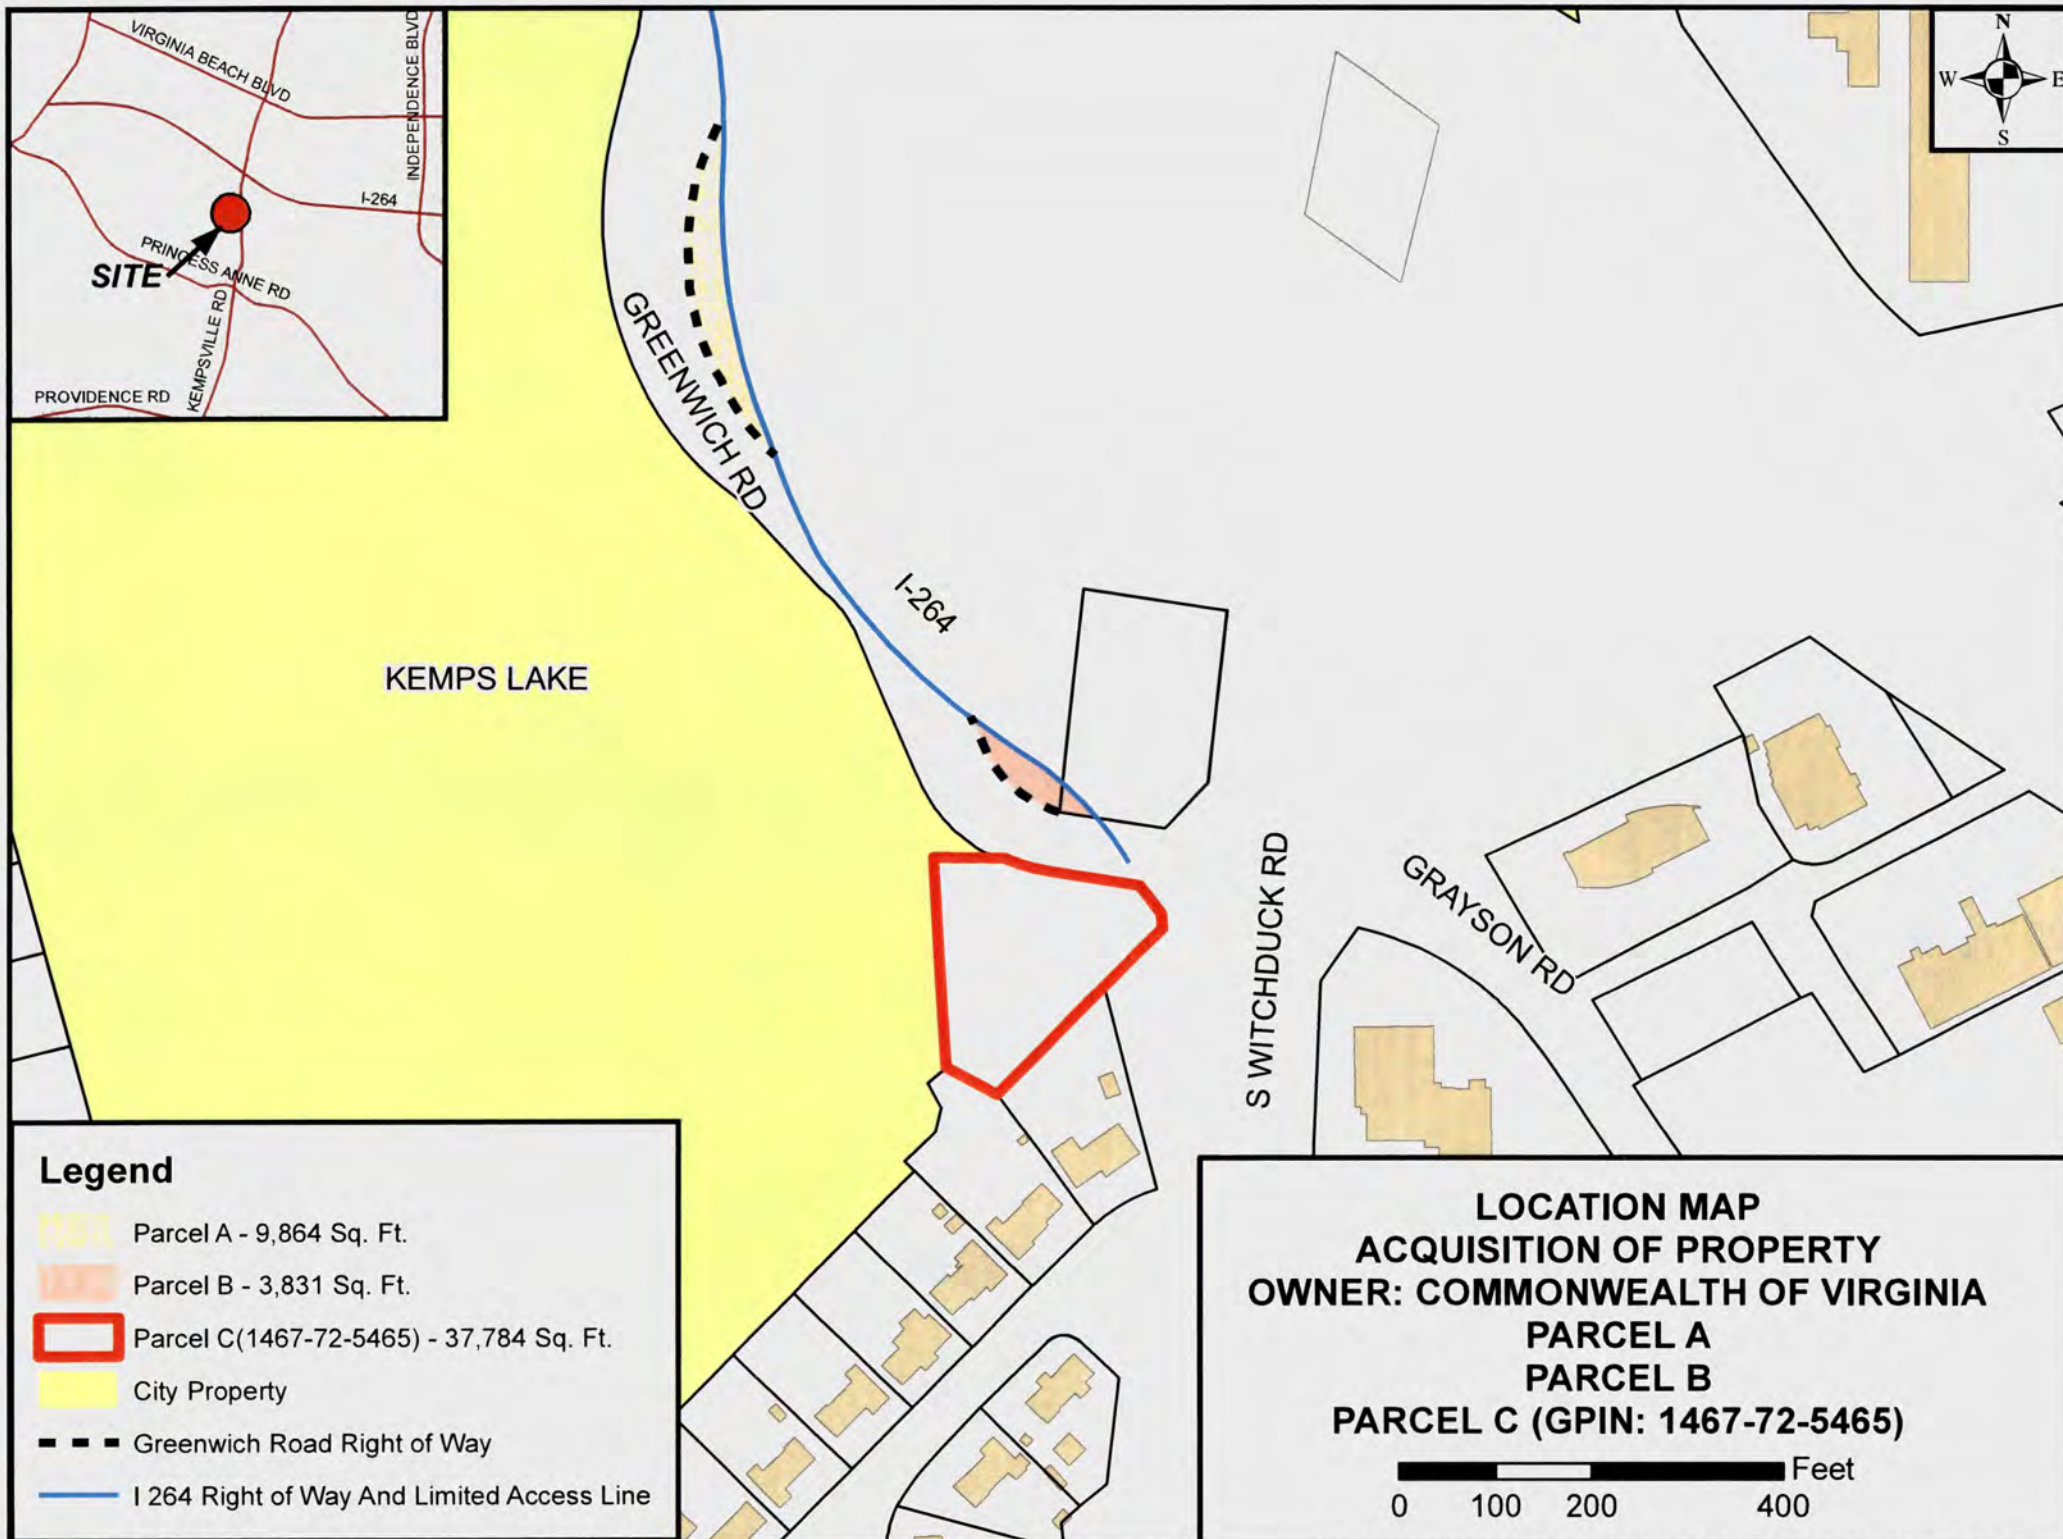 VIRGINIA BEACH BLVD
INDEPENDENCE BLVD
I-264
SITE
PRINCESS ANNE RD
KEMPSVILLE RD
PROVIDENCE RD
N
W
E
S
GREENWICH RD
I-264
KEMPS LAKE
S WITCHDUCK RD
GRAYSON RD
Legend
Parcel A - 9,864 Sq. Ft.
Parcel B - 3,831 Sq. Ft.
Parcel C(1467-72-5465) - 37,784 Sq. Ft.
City Property
Greenwich Road Right of Way
I 264 Right of Way And Limited Access Line
LOCATION MAP
ACQUISITION OF PROPERTY
OWNER: COMMONWEALTH OF VIRGINIA
PARCEL A
PARCEL B
PARCEL C (GPIN: 1467-72-5465)
Feet
0 100 200 400